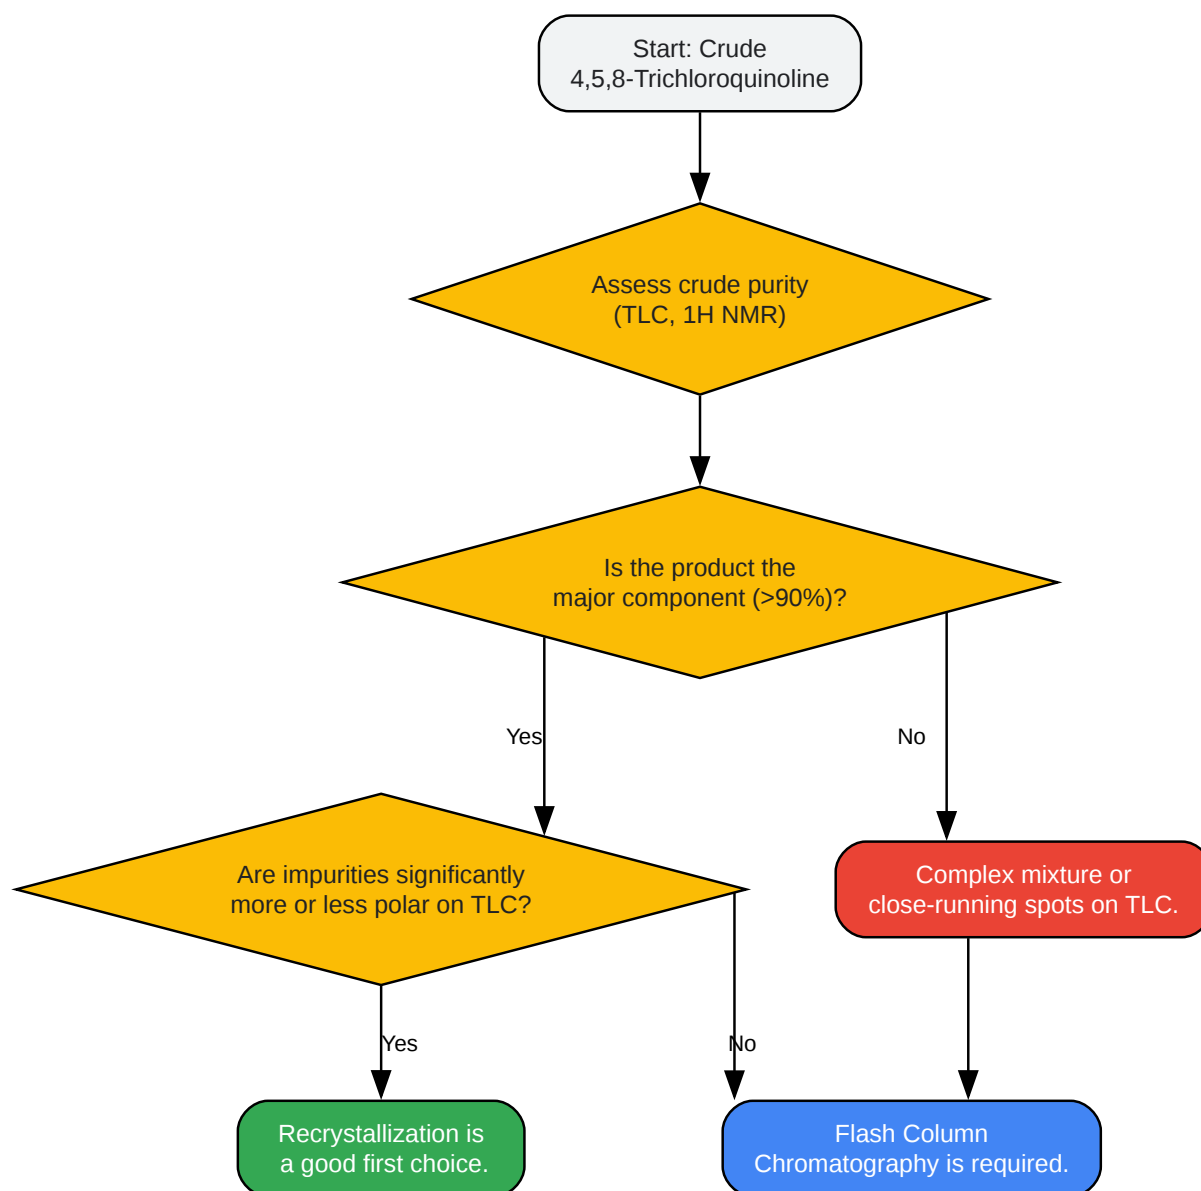 Start: Crude
4,5,8-Trichloroquinoline
Assess crude purity
(TLC, 1H NMR)
Is the product the
major component (>90%)?
Yes
No
Are impurities significantly
more or less polar on TLC?
Complex mixture or
close-running spots on TLC.
Yes
No
Recrystallization is
a good first choice.
Flash Column
Chromatography is required.